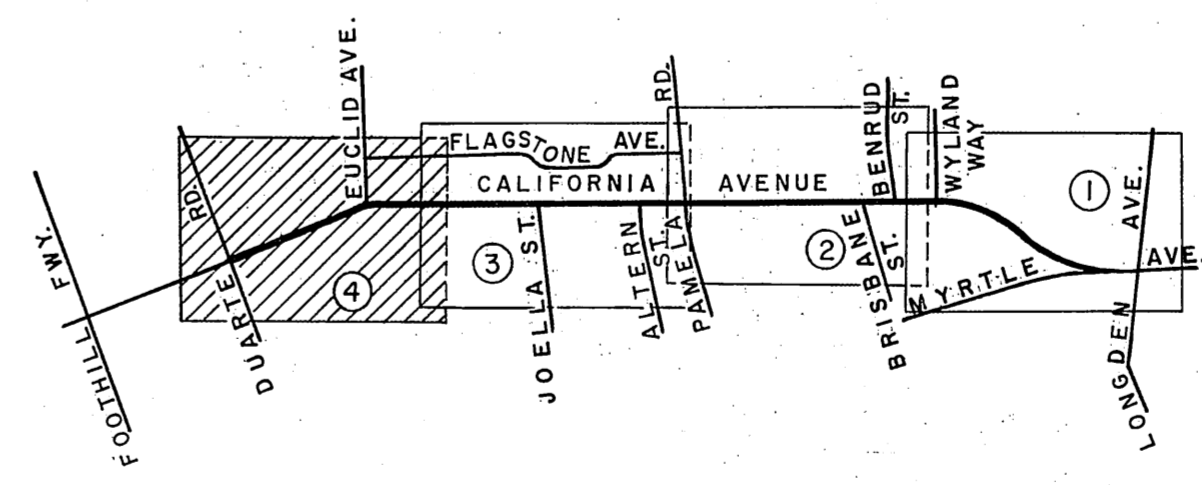 EUCLID AVE.
FLAGSTONE AVE.
CALIFORNIA AVENUE
RD.
PAMELA
BENRUD ST.
WYLAND WAY
1
LONGDEN AVE.
MYRTLE AVE.
BRISBANE ST.
2
ALTERN ST.
JOELLA ST.
3
4
DUARTE RD.
FOOTHILL FWY.